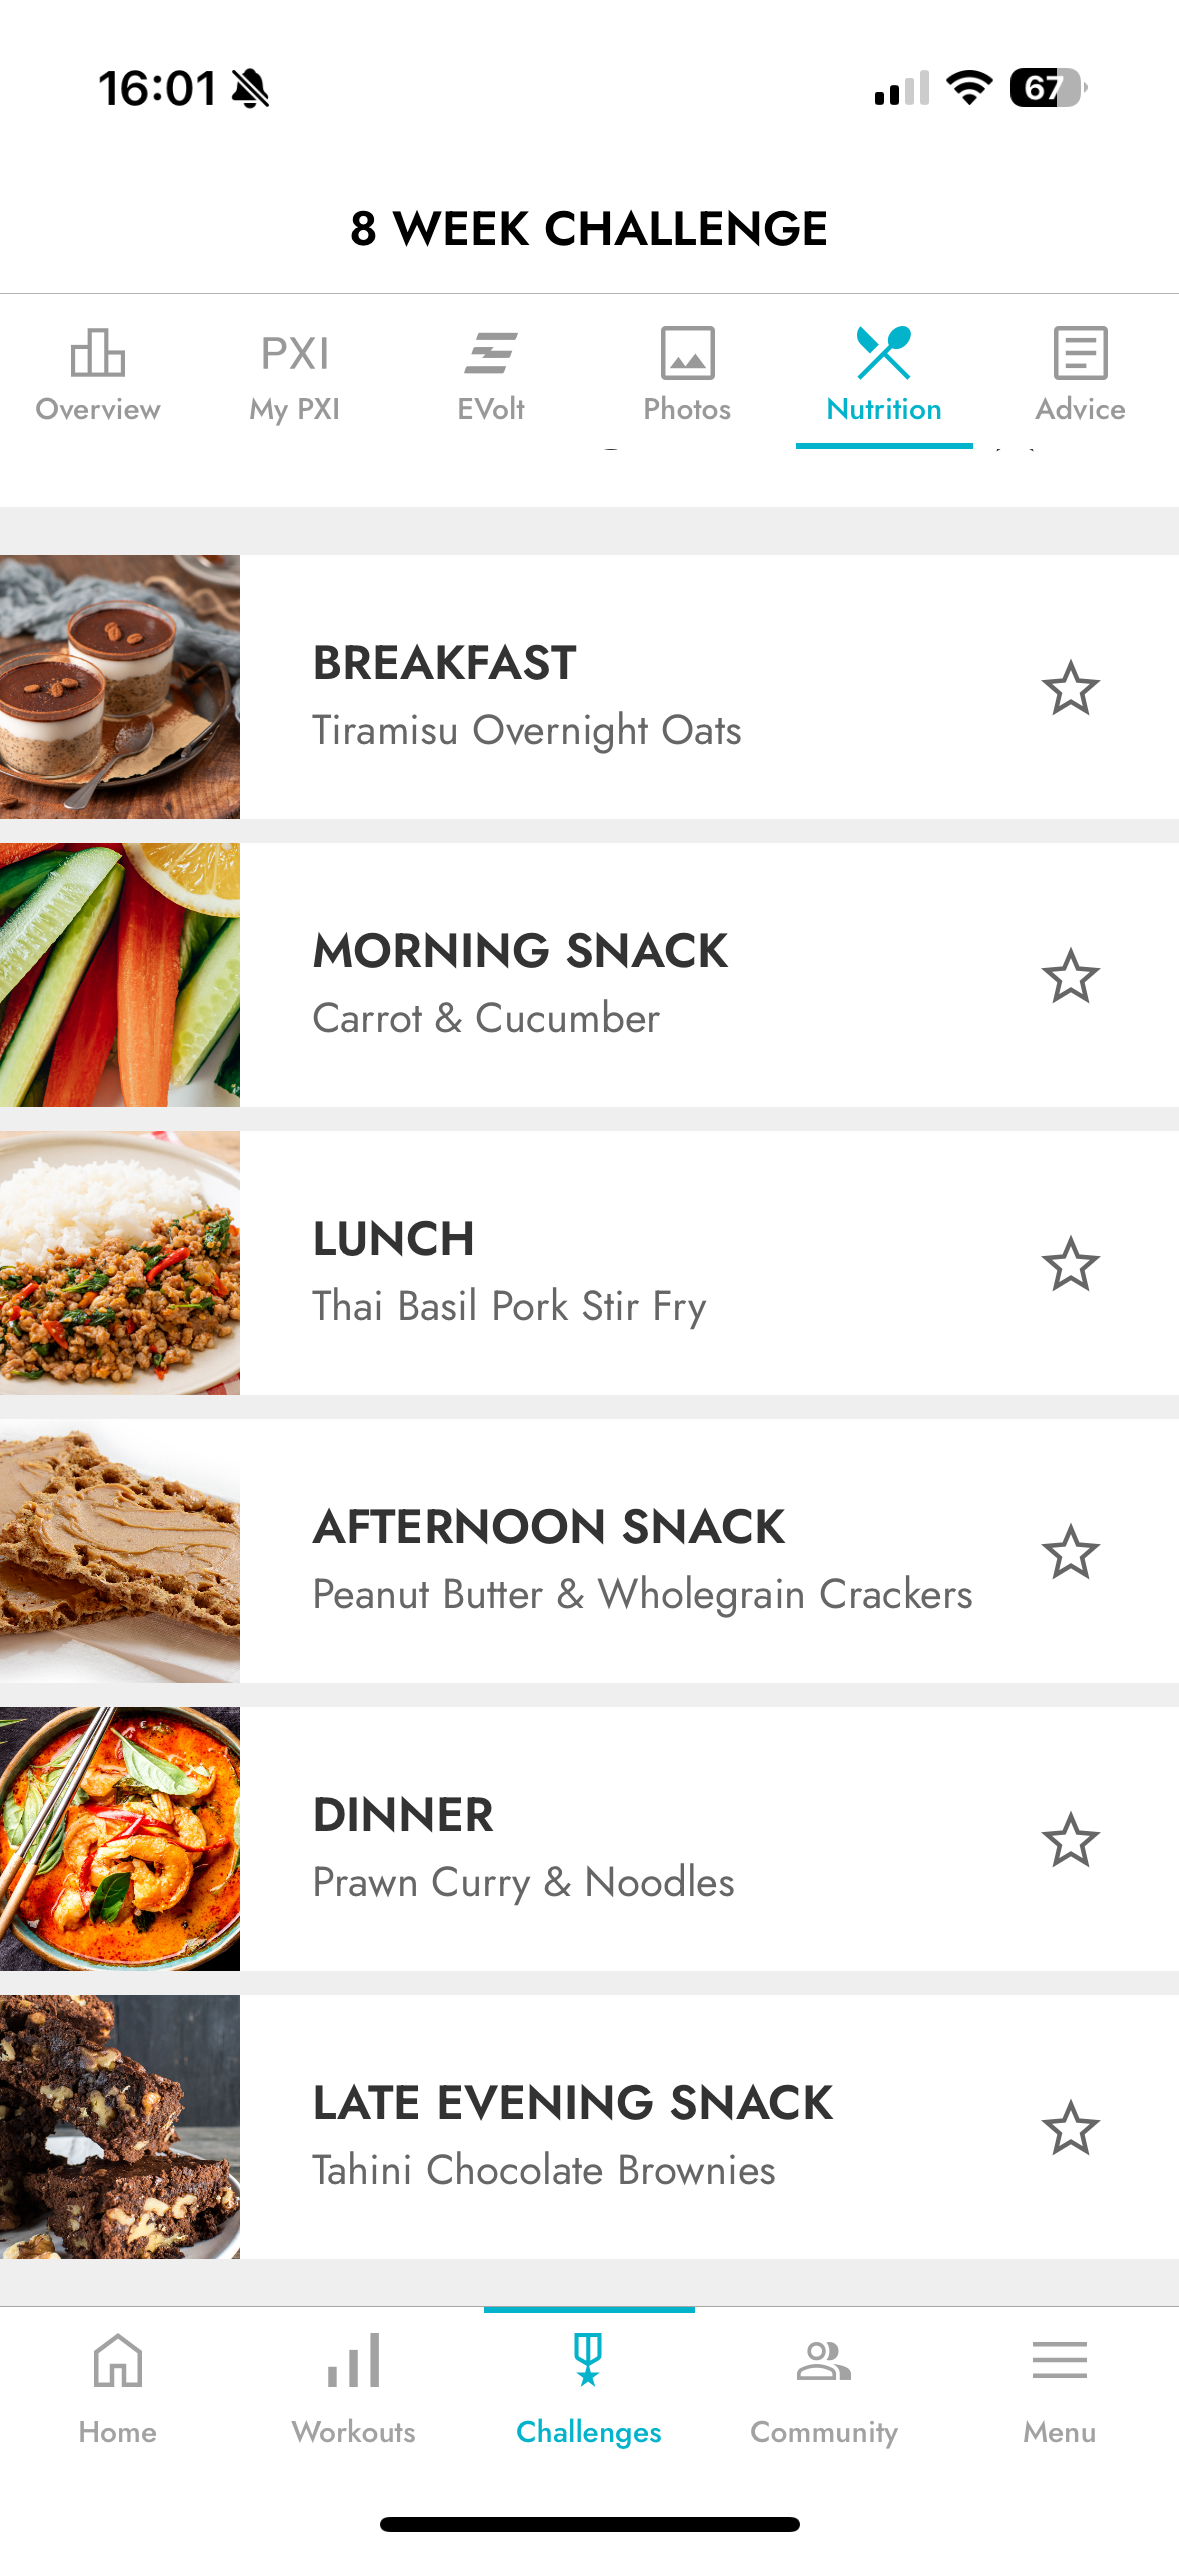 16:01
67
8 WEEK CHALLENGE
PXI
Overview
My PXI
EVolt
Photos
Nutrition
Advice
BREAKFAST
Tiramisu Overnight Oats
MORNING SNACK
Carrot & Cucumber
LUNCH
Thai Basil Pork Stir Fry
AFTERNOON SNACK
Peanut Butter & Wholegrain Crackers
DINNER
Prawn Curry & Noodles
LATE EVENING SNACK
Tahini Chocolate Brownies
Home
Workouts
Challenges
Community
Menu